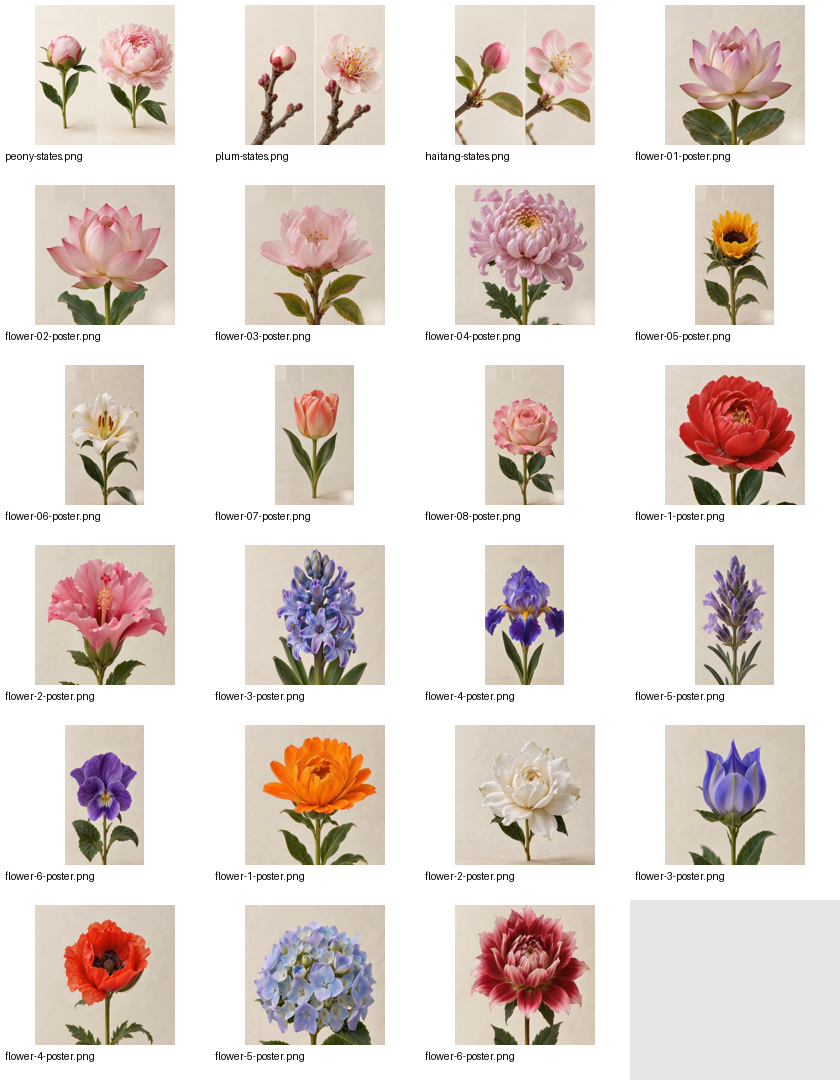 peony-states.png
plum-states.png
haitang-states.png
flower-01-poster.png
flower-02-poster.png
flower-03-poster.png
flower-04-poster.png
flower-05-poster.png
flower-06-poster.png
flower-07-poster.png
flower-08-poster.png
flower-1-poster.png
flower-2-poster.png
flower-3-poster.png
flower-4-poster.png
flower-5-poster.png
flower-6-poster.png
flower-1-poster.png
flower-2-poster.png
flower-3-poster.png
flower-4-poster.png
flower-5-poster.png
flower-6-poster.png